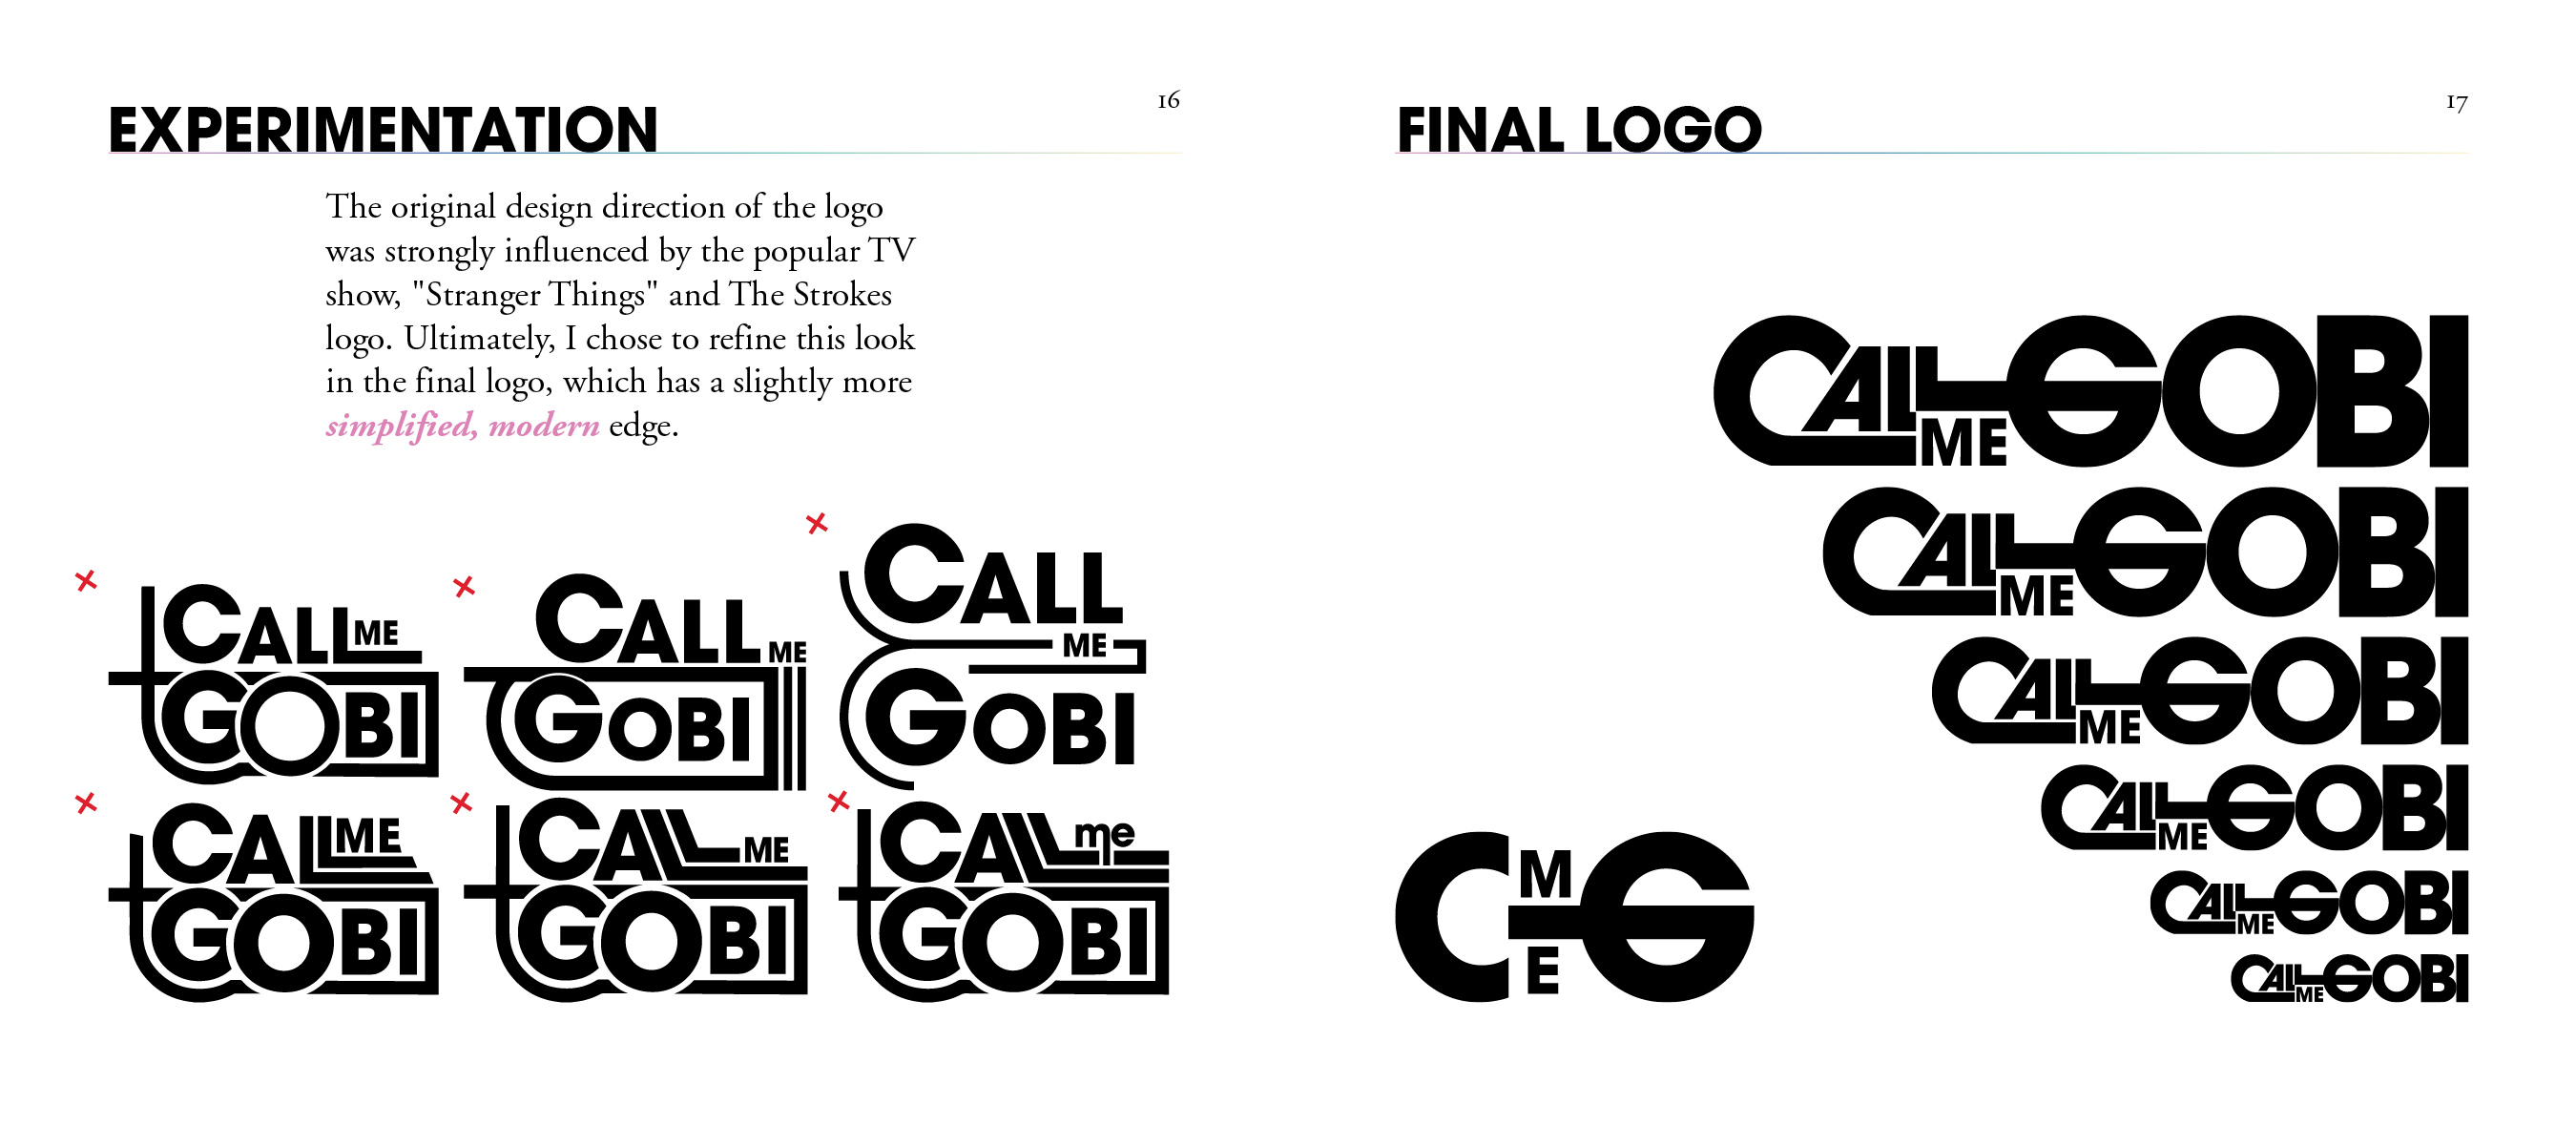 EXPERIMENTATION
16
The original design direction of the logo
was strongly influenced by the popular TV
show, "Stranger Things" and The Strokes
logo. Ultimately, I chose to refine this look
in the final logo, which has a slightly more
simplified, modern edge.
CALL ME
GOBI
CALL ME
GOBI
CALL
ME
GOBI
CALL ME
GOBI
CALL ME
GOBI
CALL me
GOBI
FINAL LOGO
17
CALL ME GOBI
CALL ME GOBI
CALL ME GOBI
CALL ME GOBI
CALL ME GOBI
CALL ME GOBI
C ME G